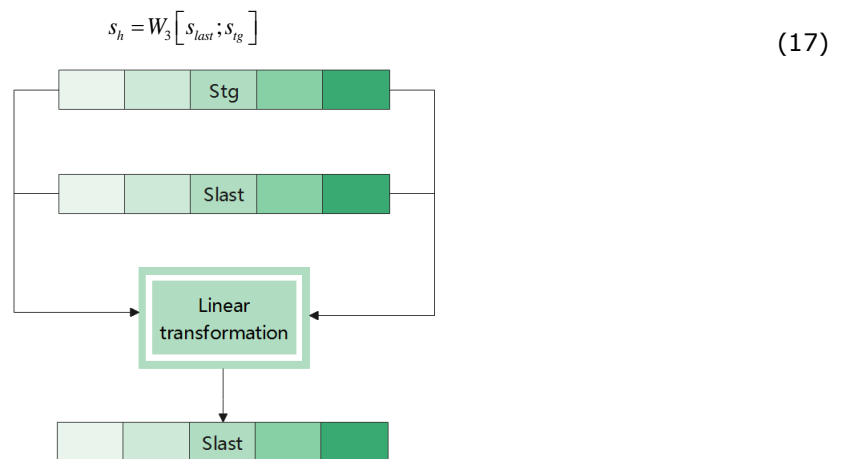 s_h = W_3 [ s_last ; s_tg ]
(17)
Stg
Slast
Linear
transformation
Slast